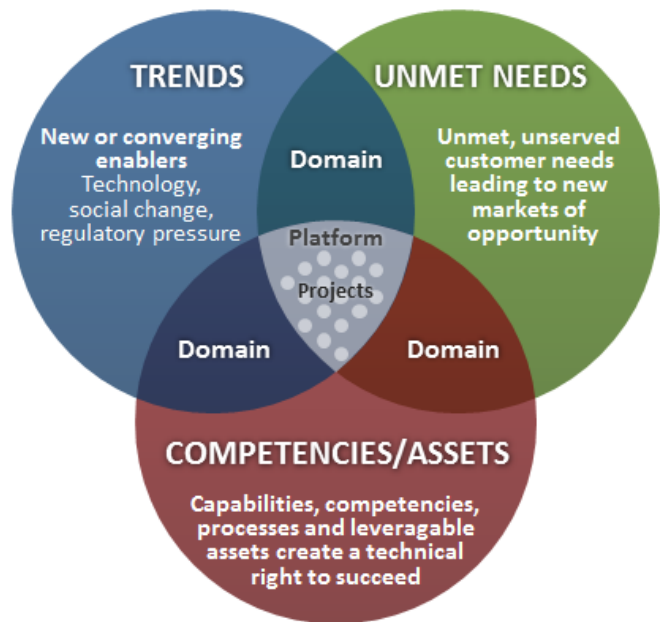 TRENDS
New or converging
enablers
Technology,
social change,
regulatory pressure
UNMET NEEDS
Unmet, unserved
customer needs
leading to new
markets of
opportunity
Domain
Platform
Projects
Domain
Domain
COMPETENCIES/ASSETS
Capabilities, competencies,
processes and leveragable
assets create a technical
right to succeed